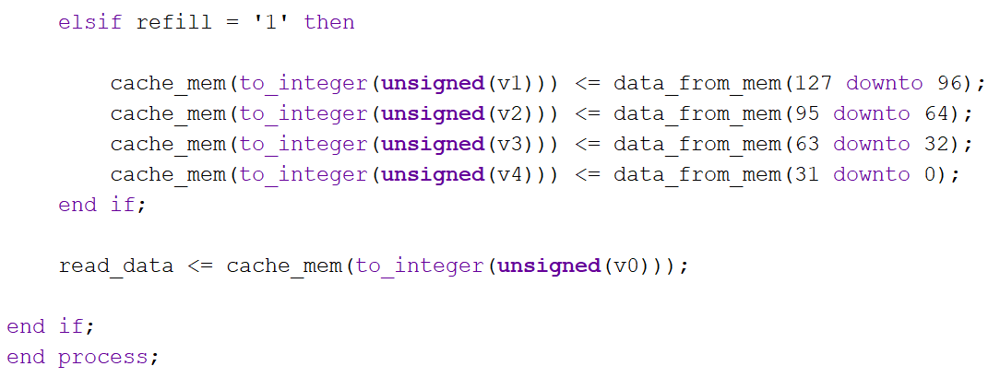 elsif refill = '1' then
cache_mem(to_integer(unsigned(v1))) <= data_from_mem(127 downto 96);
cache_mem(to_integer(unsigned(v2))) <= data_from_mem(95 downto 64);
cache_mem(to_integer(unsigned(v3))) <= data_from_mem(63 downto 32);
cache_mem(to_integer(unsigned(v4))) <= data_from_mem(31 downto 0);
end if;
read_data <= cache_mem(to_integer(unsigned(v0)));
end if;
end process;